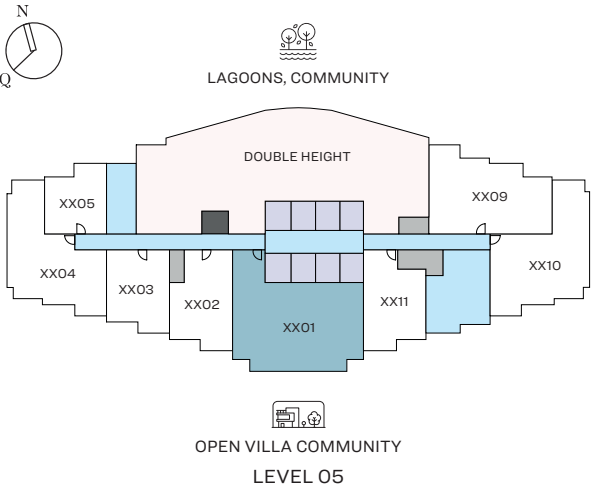 N
Q
LAGOONS, COMMUNITY
DOUBLE HEIGHT
XX05
XX09
XX04
XX10
XX03
XX02
XX11
XX01
OPEN VILLA COMMUNITY
LEVEL 05